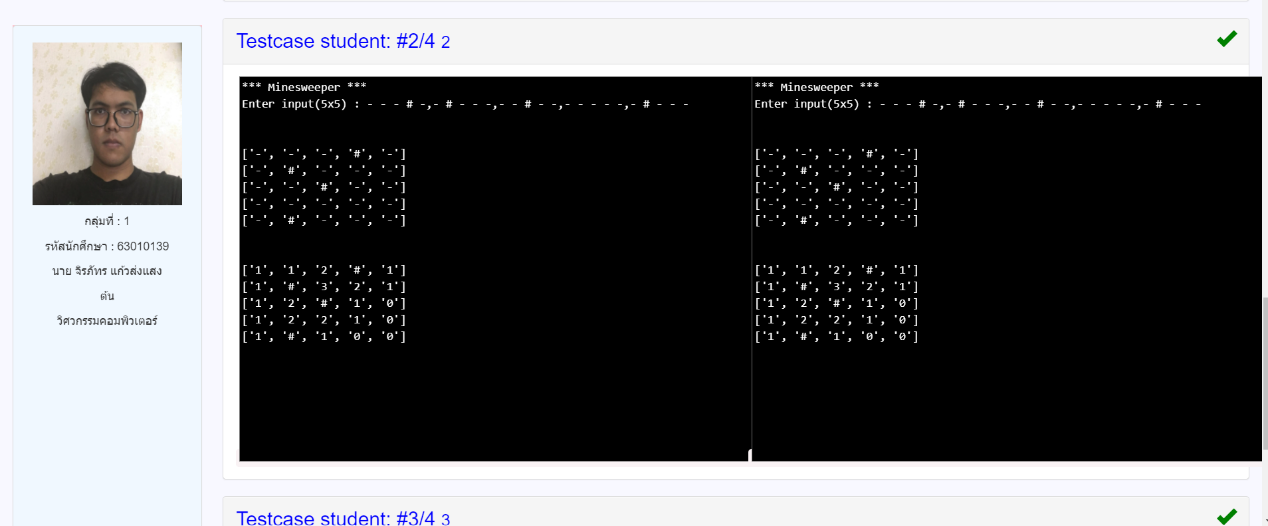 กลุ่มที่ : 1
รหัสนักศึกษา : 63010139
นาย จิรภัทร แก้วส่งแสง
ต้น
วิศวกรรมคอมพิวเตอร์
Testcase student: #2/4 2
*** Minesweeper ***
Enter input(5x5) : - - - # -,- # - - -,- - # - -,- - - - -,- # - - -
['-', '-', '-', '#', '-']
['-', '#', '-', '-', '-']
['-', '-', '#', '-', '-']
['-', '-', '-', '-', '-']
['-', '#', '-', '-', '-']
['1', '1', '2', '#', '1']
['1', '#', '3', '2', '1']
['1', '2', '#', '1', '0']
['1', '2', '2', '1', '0']
['1', '#', '1', '0', '0']
*** Minesweeper ***
Enter input(5x5) : - - - # -,- # - - -,- - # - -,- - - - -,- # - - -
['-', '-', '-', '#', '-']
['-', '#', '-', '-', '-']
['-', '-', '#', '-', '-']
['-', '-', '-', '-', '-']
['-', '#', '-', '-', '-']
['1', '1', '2', '#', '1']
['1', '#', '3', '2', '1']
['1', '2', '#', '1', '0']
['1', '2', '2', '1', '0']
['1', '#', '1', '0', '0']
Testcase student: #3/4 3